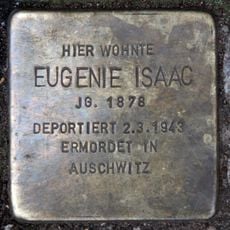 HIER WOHNTE
EUGENIE ISAAC
JG. 1878
DEPORTIERT 2.3.1943
ERMORDET IN
AUSCHWITZ